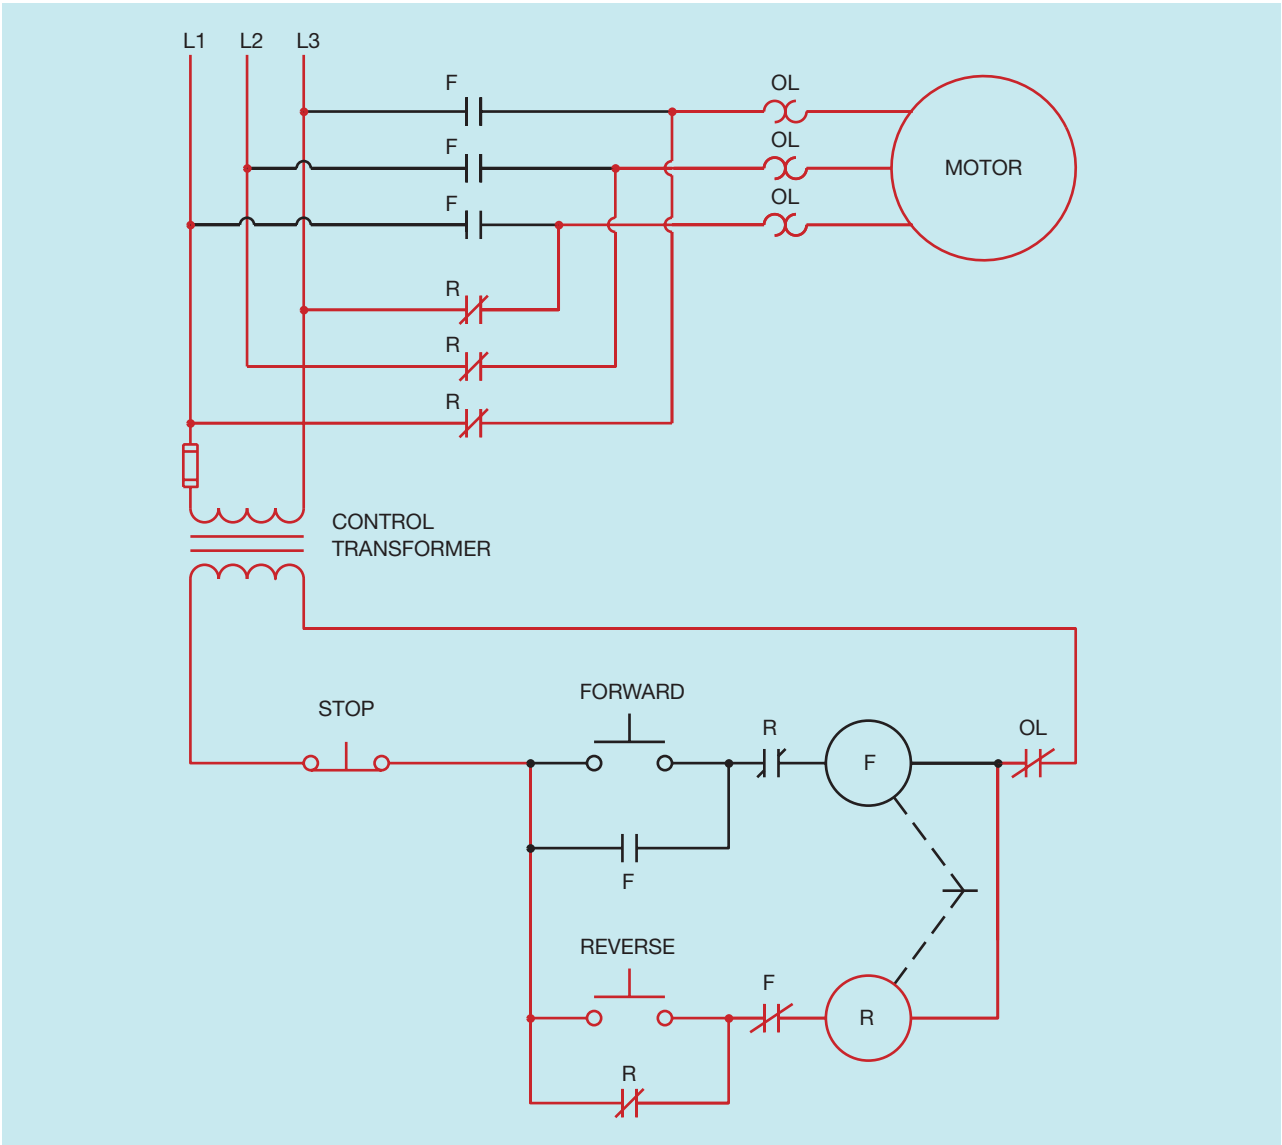 L1 L2 L3
F OL
F OL
MOTOR
F OL
R
R
R
CONTROL
TRANSFORMER
FORWARD
STOP
R OL
F
F
REVERSE
F
R
R